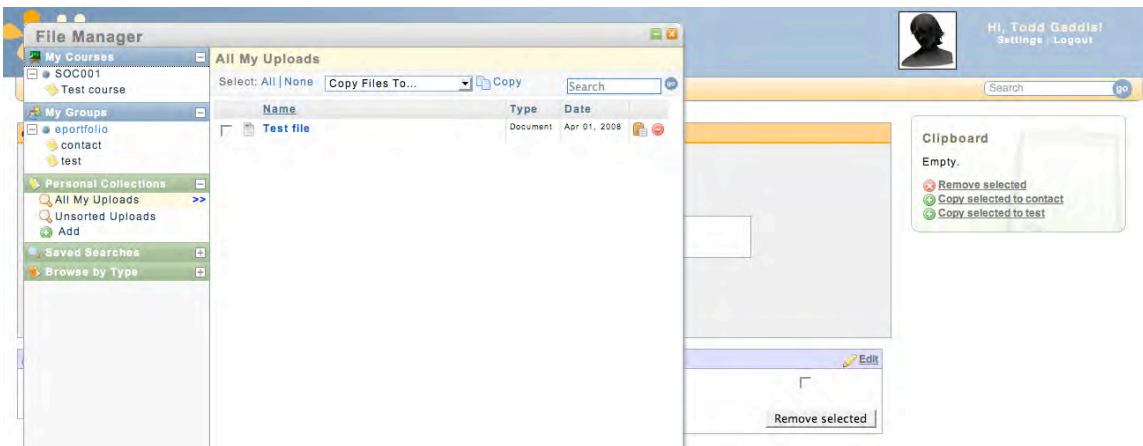 File Manager
My Courses
SOC001
Test course
My Groups
eportfolio
contact
test
Personal Collections
All My Uploads >>
Unsorted Uploads
Add
Saved Searches
Browse by Type
All My Uploads
Select: All | None Copy Files To... Copy Search go
Name Type Date
Test file Document Apr 01, 2008
Hi, Todd Gaddis!
Settings | Logout
Search go
Clipboard
Empty.
Remove selected
Copy selected to contact
Copy selected to test
Edit
Remove selected